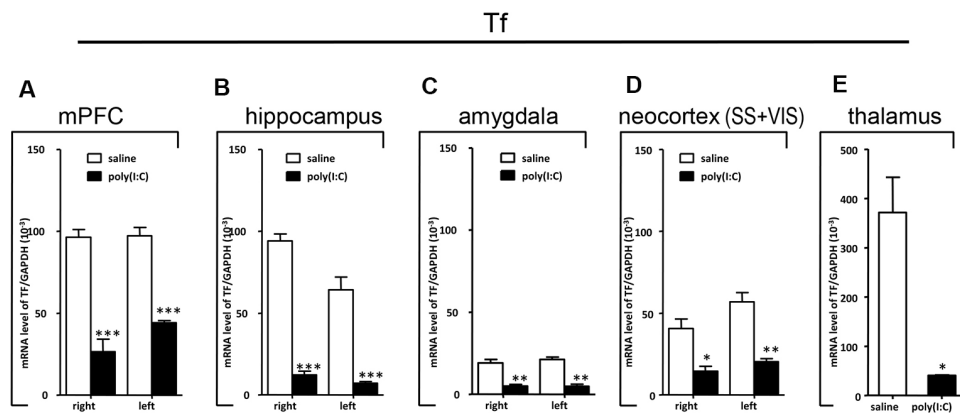 Tf
A
mPFC
mRNA level of TF/GAPDH (10⁻³)
150
100
50
0
saline
poly(I:C)
***
***
right left
B
hippocampus
mRNA level of TF/GAPDH (10⁻³)
150
100
50
0
saline
poly(I:C)
***
***
right left
C
amygdala
mRNA level of TF/GAPDH (10⁻³)
150
100
50
0
saline
poly(I:C)
**
**
right left
D
neocortex (SS+VIS)
mRNA level of TF/GAPDH (10⁻³)
150
100
50
0
saline
poly(I:C)
*
**
right left
E
thalamus
mRNA level of TF/GAPDH (10⁻³)
500
400
300
400
000
0
*
saline poly(I:C)